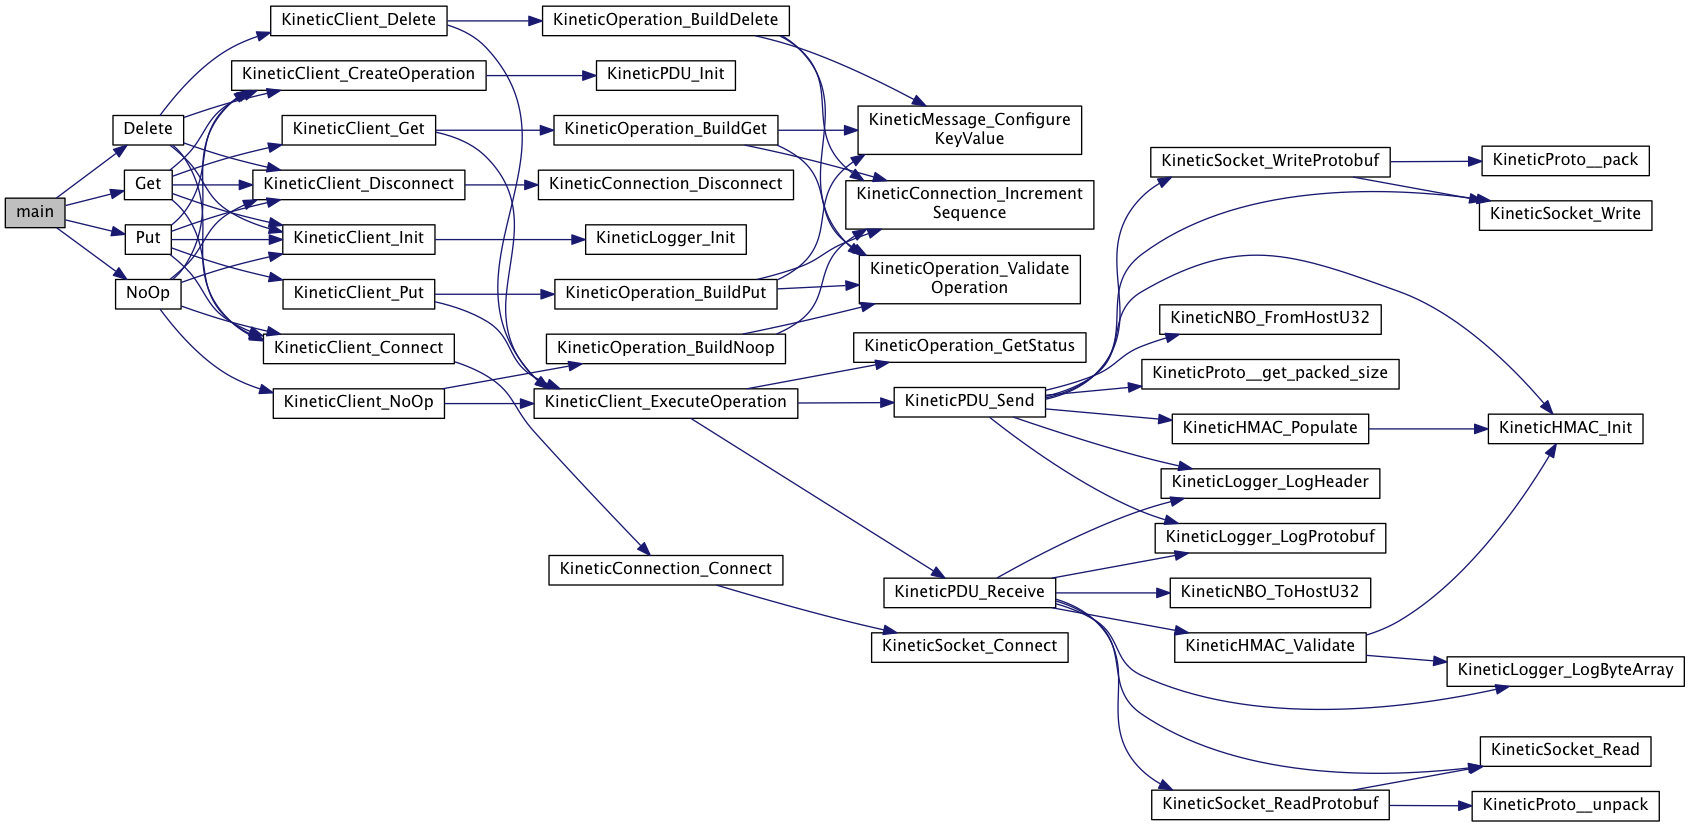 main
Delete
Get
Put
NoOp
KineticClient_Delete
KineticClient_CreateOperation
KineticClient_Get
KineticClient_Disconnect
KineticClient_Init
KineticClient_Put
KineticClient_Connect
KineticClient_NoOp
KineticOperation_BuildDelete
KineticPDU_Init
KineticOperation_BuildGet
KineticConnection_Disconnect
KineticLogger_Init
KineticOperation_BuildPut
KineticOperation_BuildNoop
KineticClient_ExecuteOperation
KineticConnection_Connect
KineticMessage_Configure
KeyValue
KineticConnection_Increment
Sequence
KineticOperation_Validate
Operation
KineticOperation_GetStatus
KineticPDU_Send
KineticPDU_Receive
KineticSocket_Connect
KineticSocket_WriteProtobuf
KineticNBO_FromHostU32
KineticProto__get_packed_size
KineticHMAC_Populate
KineticLogger_LogHeader
KineticLogger_LogProtobuf
KineticNBO_ToHostU32
KineticHMAC_Validate
KineticSocket_ReadProtobuf
KineticProto__pack
KineticSocket_Write
KineticHMAC_Init
KineticLogger_LogByteArray
KineticSocket_Read
KineticProto__unpack